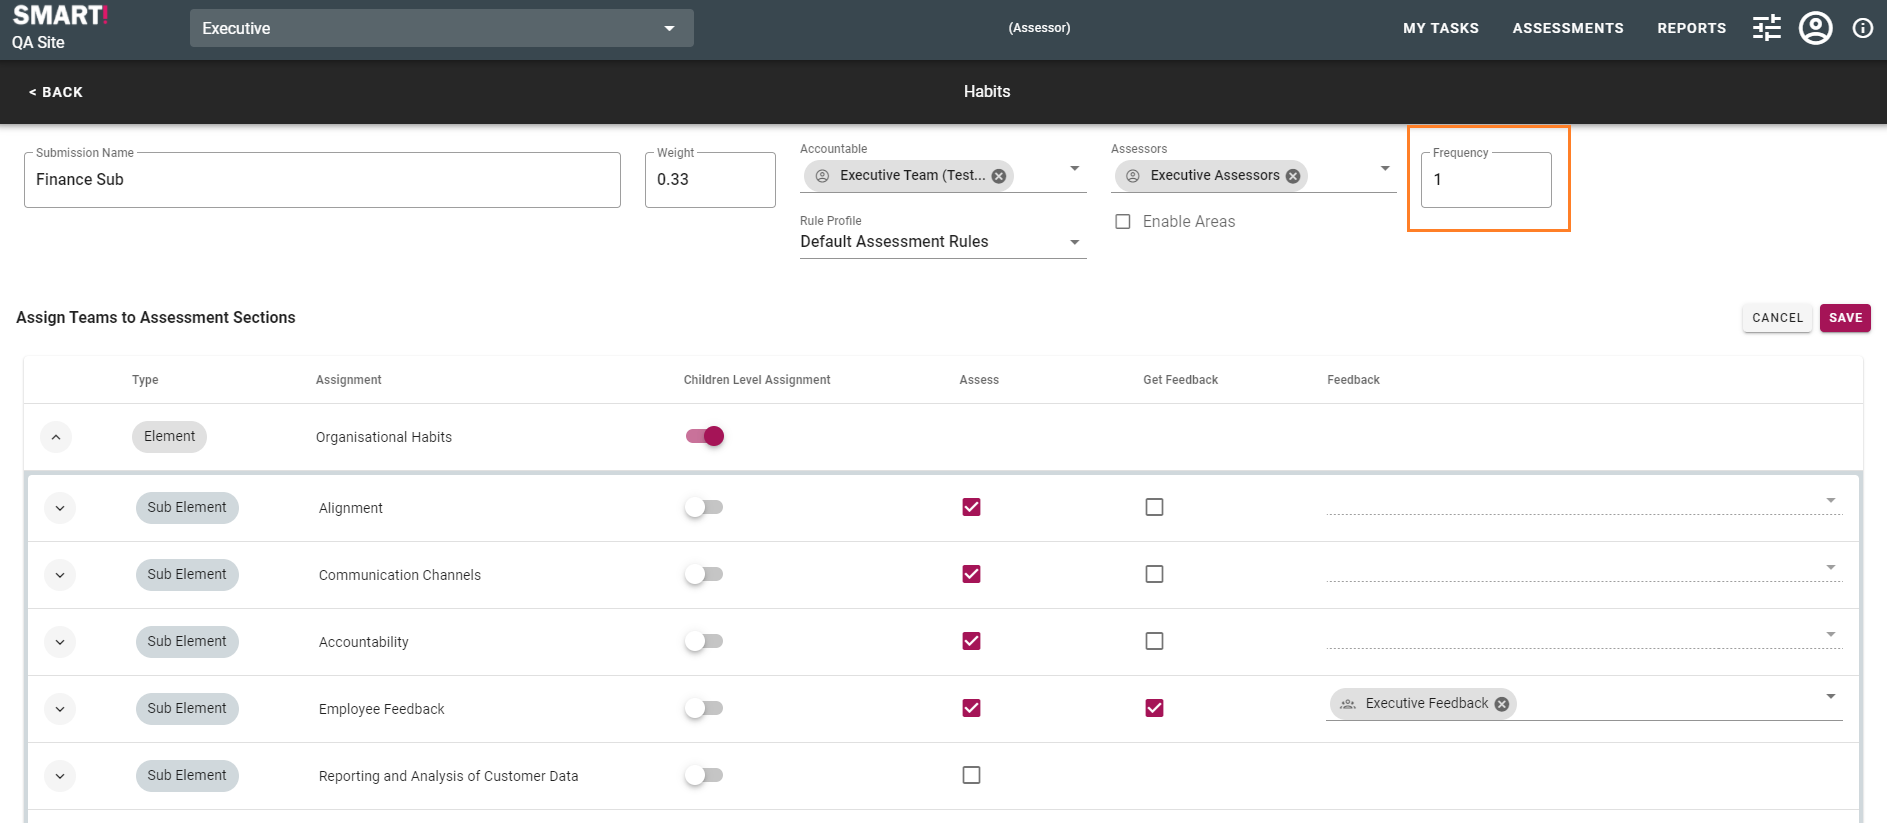 SMART!
QA Site
Executive
(Assessor)
MY TASKS
ASSESSMENTS
REPORTS
< BACK
Habits
Submission Name
Finance Sub
Weight
0.33
Accountable
Executive Team (Test...
Assessors
Executive Assessors
Frequency
1
Rule Profile
Default Assessment Rules
Enable Areas
Assign Teams to Assessment Sections
CANCEL
SAVE
Type
Assignment
Children Level Assignment
Assess
Get Feedback
Feedback
Element
Organisational Habits
Sub Element
Alignment
Sub Element
Communication Channels
Sub Element
Accountability
Sub Element
Employee Feedback
Executive Feedback
Sub Element
Reporting and Analysis of Customer Data